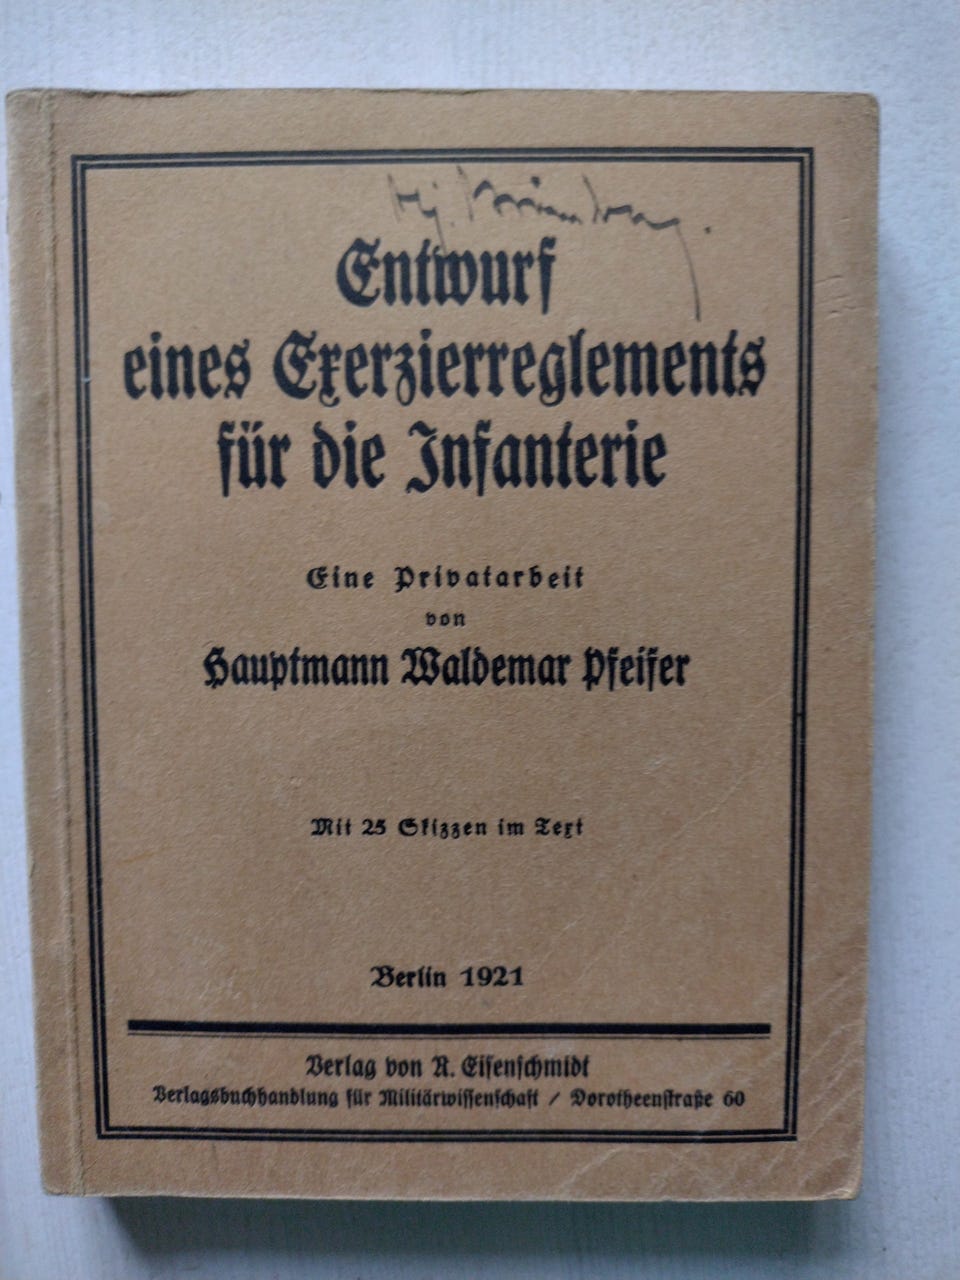 Entwurf
eines Exerzierreglements
für die Infanterie
Eine Privatarbeit
von
Hauptmann Waldemar Pfeifer
Mit 25 Skizzen im Text
Berlin 1921
Verlag von R. Eisenschmidt
Verlagsbuchhandlung für Militärwissenschaft / Dorotheenstraße 60